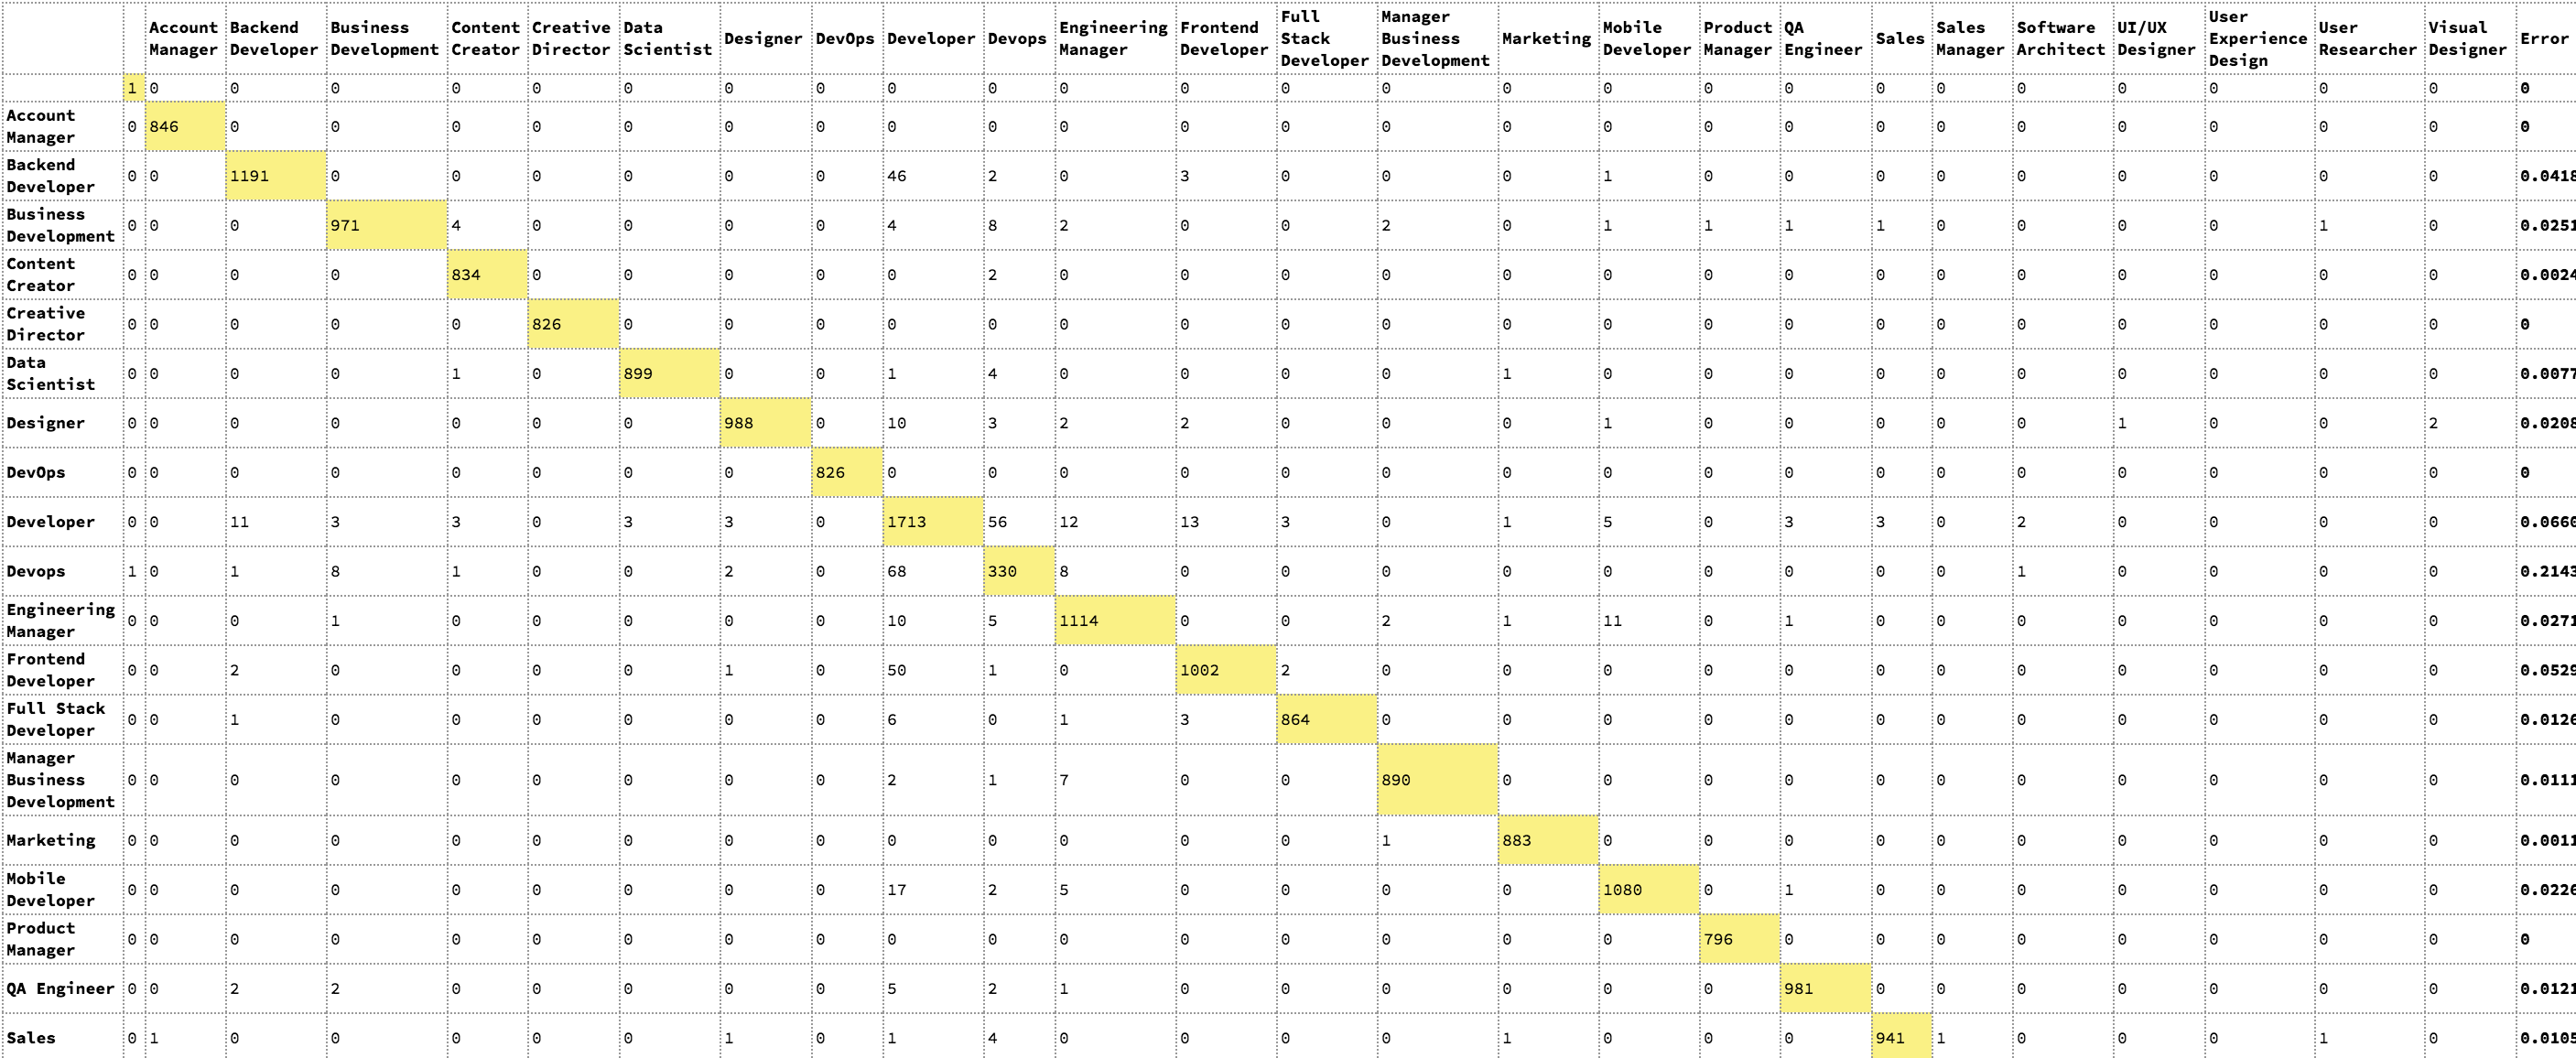 Account Manager Backend Developer Business Development Content Creator Creative Director Data Scientist Designer DevOps Developer Devops Engineering Manager Frontend Developer Full Stack Developer Manager Business Development Marketing Mobile Developer Product Manager QA Engineer Sales Sales Manager Software Architect UI/UX Designer User Experience Design User Researcher Visual Designer Error
1 0 0 0 0 0 0 0 0 0 0 0 0 0 0 0 0 0 0 0 0 0 0 0 0 0 0
Account Manager 0 846 0 0 0 0 0 0 0 0 0 0 0 0 0 0 0 0 0 0 0 0 0 0 0 0 0
Backend Developer 0 0 1191 0 0 0 0 0 0 46 2 0 3 0 0 0 1 0 0 0 0 0 0 0 0 0 0.0418
Business Development 0 0 0 971 4 0 0 0 0 4 8 2 0 0 2 0 1 1 1 1 0 0 0 0 1 0 0.0251
Content Creator 0 0 0 0 834 0 0 0 0 0 2 0 0 0 0 0 0 0 0 0 0 0 0 0 0 0 0.0024
Creative Director 0 0 0 0 0 826 0 0 0 0 0 0 0 0 0 0 0 0 0 0 0 0 0 0 0 0 0
Data Scientist 0 0 0 0 1 0 899 0 0 1 4 0 0 0 0 1 0 0 0 0 0 0 0 0 0 0 0.0077
Designer 0 0 0 0 0 0 0 988 0 10 3 2 2 0 0 0 1 0 0 0 0 0 1 0 0 2 0.0208
DevOps 0 0 0 0 0 0 0 0 826 0 0 0 0 0 0 0 0 0 0 0 0 0 0 0 0 0 0
Developer 0 0 11 3 3 0 3 3 0 1713 56 12 13 3 0 1 5 0 3 3 0 2 0 0 0 0 0.0660
Devops 1 0 1 8 1 0 0 2 0 68 330 8 0 0 0 0 0 0 0 0 0 1 0 0 0 0 0.2143
Engineering Manager 0 0 0 1 0 0 0 0 0 10 5 1114 0 0 2 1 11 0 1 0 0 0 0 0 0 0 0.0271
Frontend Developer 0 0 2 0 0 0 0 1 0 50 1 0 1002 2 0 0 0 0 0 0 0 0 0 0 0 0 0.0529
Full Stack Developer 0 0 1 0 0 0 0 0 0 6 0 1 3 864 0 0 0 0 0 0 0 0 0 0 0 0 0.0126
Manager Business Development 0 0 0 0 0 0 0 0 0 2 1 7 0 0 890 0 0 0 0 0 0 0 0 0 0 0 0.0111
Marketing 0 0 0 0 0 0 0 0 0 0 0 0 0 0 1 883 0 0 0 0 0 0 0 0 0 0 0.0011
Mobile Developer 0 0 0 0 0 0 0 0 0 17 2 5 0 0 0 0 1080 0 1 0 0 0 0 0 0 0 0.0226
Product Manager 0 0 0 0 0 0 0 0 0 0 0 0 0 0 0 0 0 796 0 0 0 0 0 0 0 0 0
QA Engineer 0 0 2 2 0 0 0 0 0 5 2 1 0 0 0 0 0 0 981 0 0 0 0 0 0 0 0.0121
Sales 0 1 0 0 0 0 0 1 0 1 4 0 0 0 0 1 0 0 0 941 1 0 0 0 1 0 0.0105